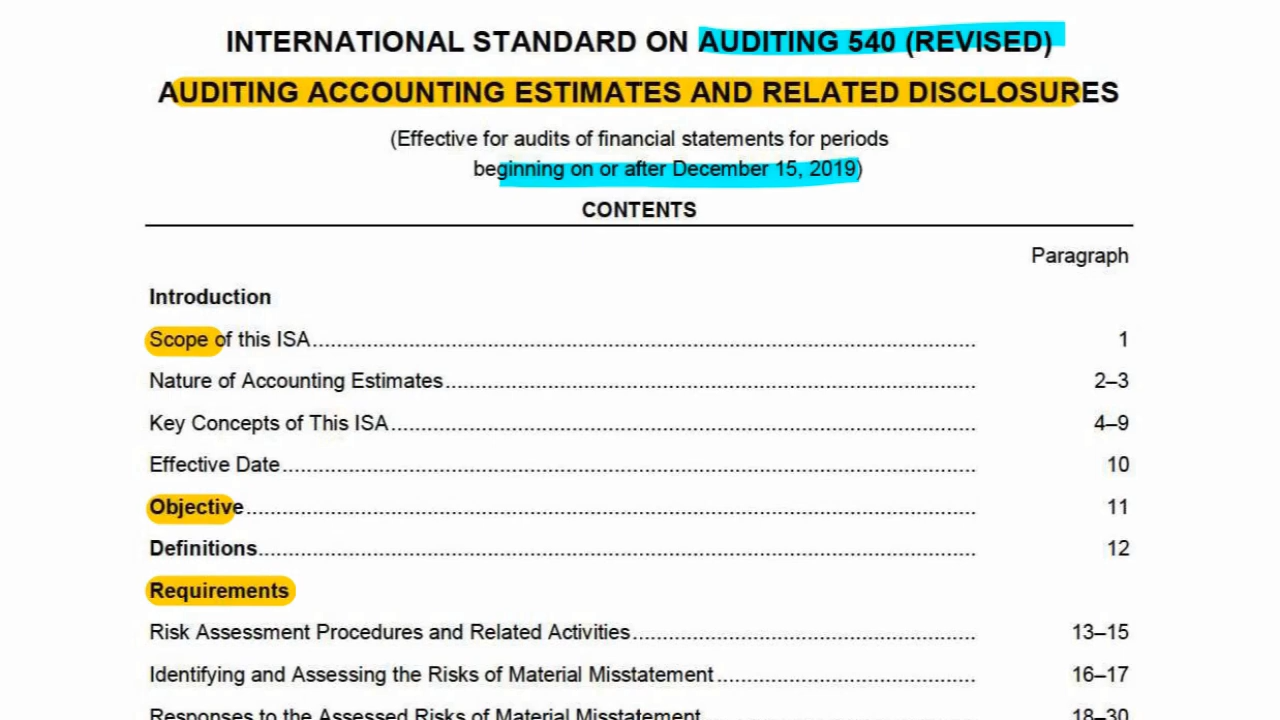 INTERNATIONAL STANDARD ON AUDITING 540 (REVISED)
AUDITING ACCOUNTING ESTIMATES AND RELATED DISCLOSURES
(Effective for audits of financial statements for periods
beginning on or after December 15, 2019)
CONTENTS
Paragraph
Introduction
Scope of this ISA 1
Nature of Accounting Estimates 2–3
Key Concepts of This ISA 4–9
Effective Date 10
Objective 11
Definitions 12
Requirements
Risk Assessment Procedures and Related Activities 13–15
Identifying and Assessing the Risks of Material Misstatement 16–17
Responses to the Assessed Risks of Material Misstatement 18–30